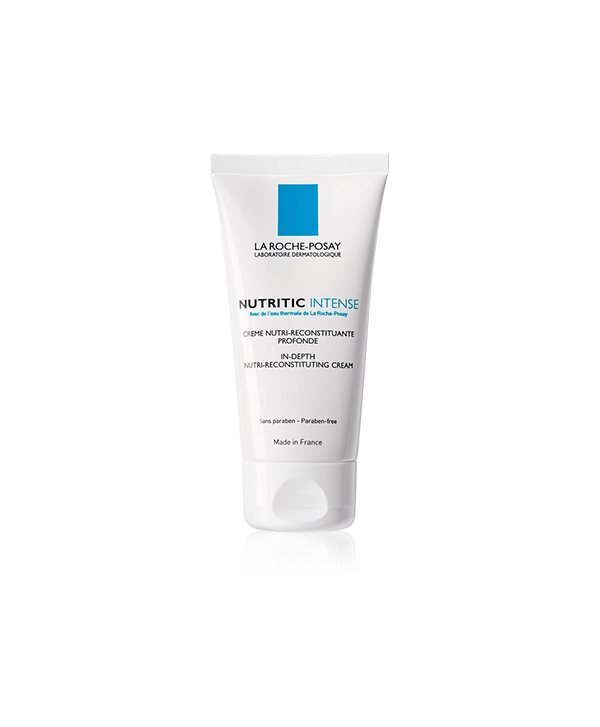 LA ROCHE-POSAY
LABORATOIRE DERMATOLOGIQUE
NUTRITIC INTENSE
Avec de l'eau thermale de La Roche-Posay
CREME NUTRI-RECONSTITUANTE
PROFONDE
IN-DEPTH
NUTRI-RECONSTITUTING CREAM
Sans paraben - Paraben-free
Made in France